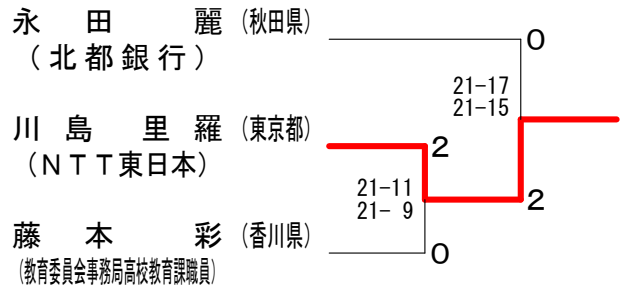 永田 麗 (秋田県)
(北都銀行)
0
21-17
21-15
川島 里羅 (東京都)
(NTT東日本)
2
21-11
21- 9
2
藤本 彩 (香川県)
(教育委員会事務局高校教育課職員)
0